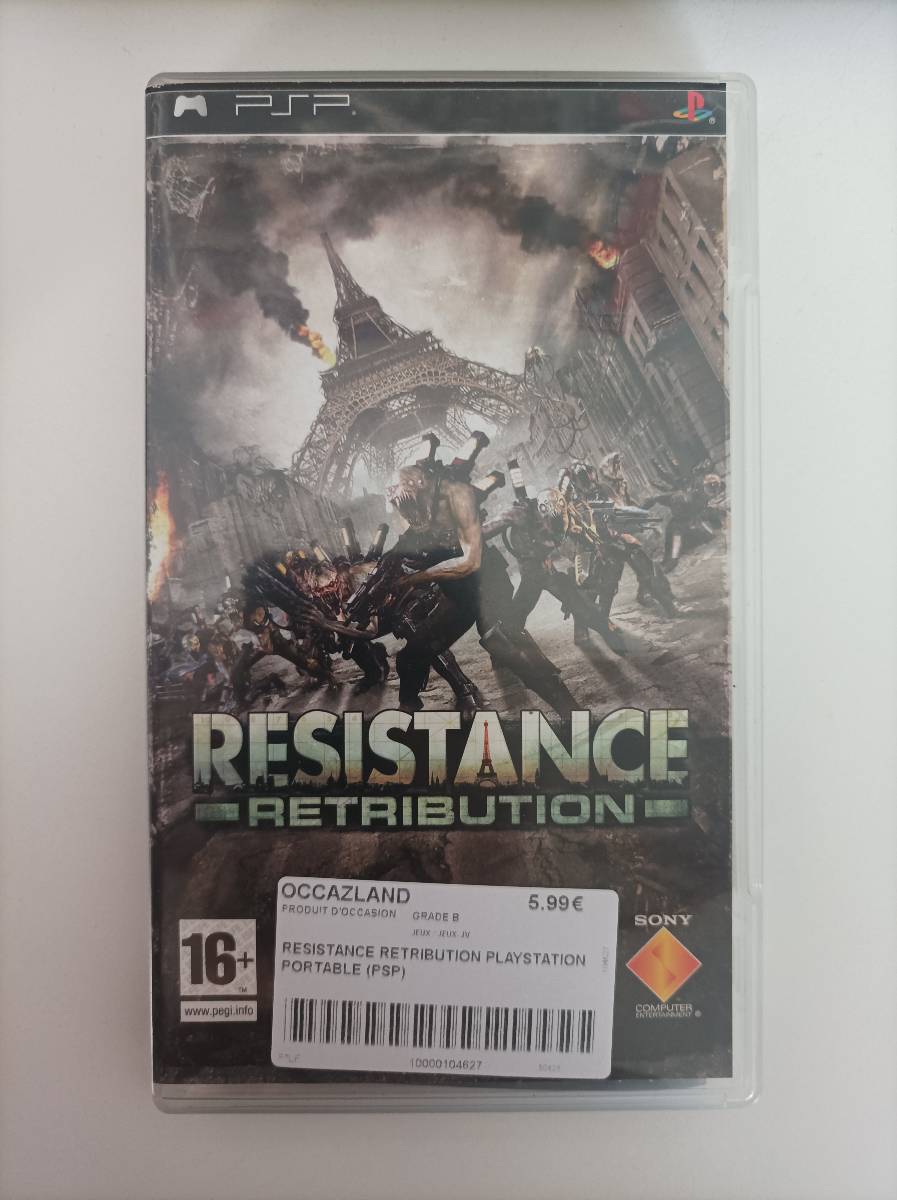 PSP
RESISTANCE
RETRIBUTION
OCCAZLAND 5.99€
PRODUIT D'OCCASION GRADE B
JEUX - JEUX-JV
RESISTANCE RETRIBUTION PLAYSTATION
PORTABLE (PSP)
10000104627
16+
TM
www.pegi.info
SONY
COMPUTER
ENTERTAINMENT ®